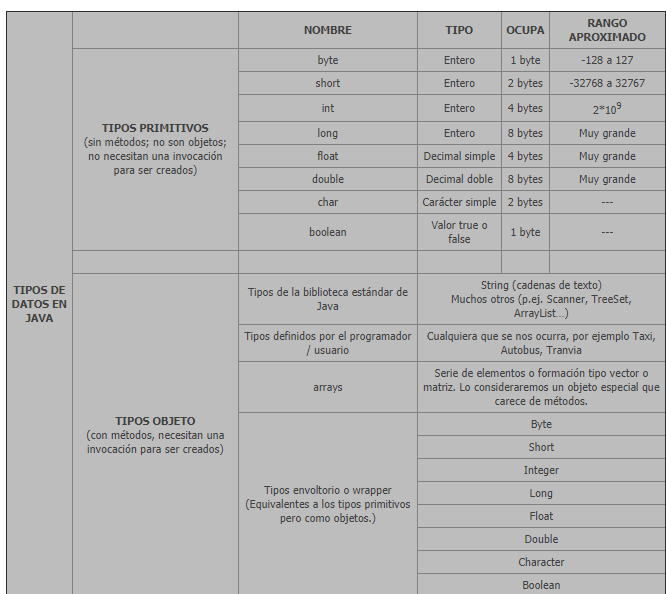 NOMBRE TIPO OCUPA RANGO
APROXIMADO
byte Entero 1 byte -128 a 127
short Entero 2 bytes -32768 a 32767
int Entero 4 bytes 2*10⁹
long Entero 8 bytes Muy grande
float Decimal simple 4 bytes Muy grande
double Decimal doble 8 bytes Muy grande
char Carácter simple 2 bytes ---
boolean Valor true o
false 1 byte ---
TIPOS PRIMITIVOS
(sin métodos; no son objetos;
no necesitan una invocación
para ser creados)
TIPOS DE
DATOS EN
JAVA
TIPOS OBJETO
(con métodos, necesitan una
invocación para ser creados)
Tipos de la biblioteca estándar de
Java
String (cadenas de texto)
Muchos otros (p.ej. Scanner, TreeSet,
ArrayList…)
Tipos definidos por el programador
/ usuario
Cualquiera que se nos ocurra, por ejemplo Taxi,
Autobus, Tranvia
arrays
Serie de elementos o formación tipo vector o
matriz. Lo consideraremos un objeto especial que
carece de métodos.
Tipos envoltorio o wrapper
(Equivalentes a los tipos primitivos
pero como objetos.)
Byte
Short
Integer
Long
Float
Double
Character
Boolean